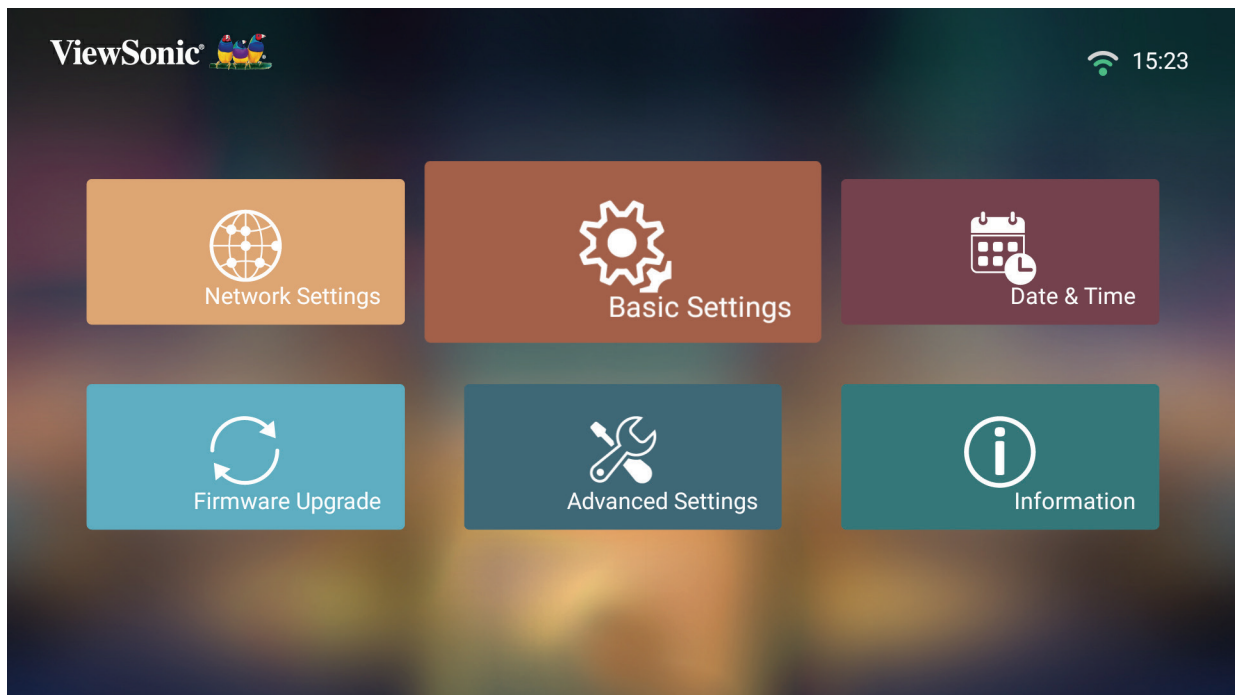 ViewSonic®
15:23
Network Settings
Basic Settings
Date & Time
Firmware Upgrade
Advanced Settings
Information